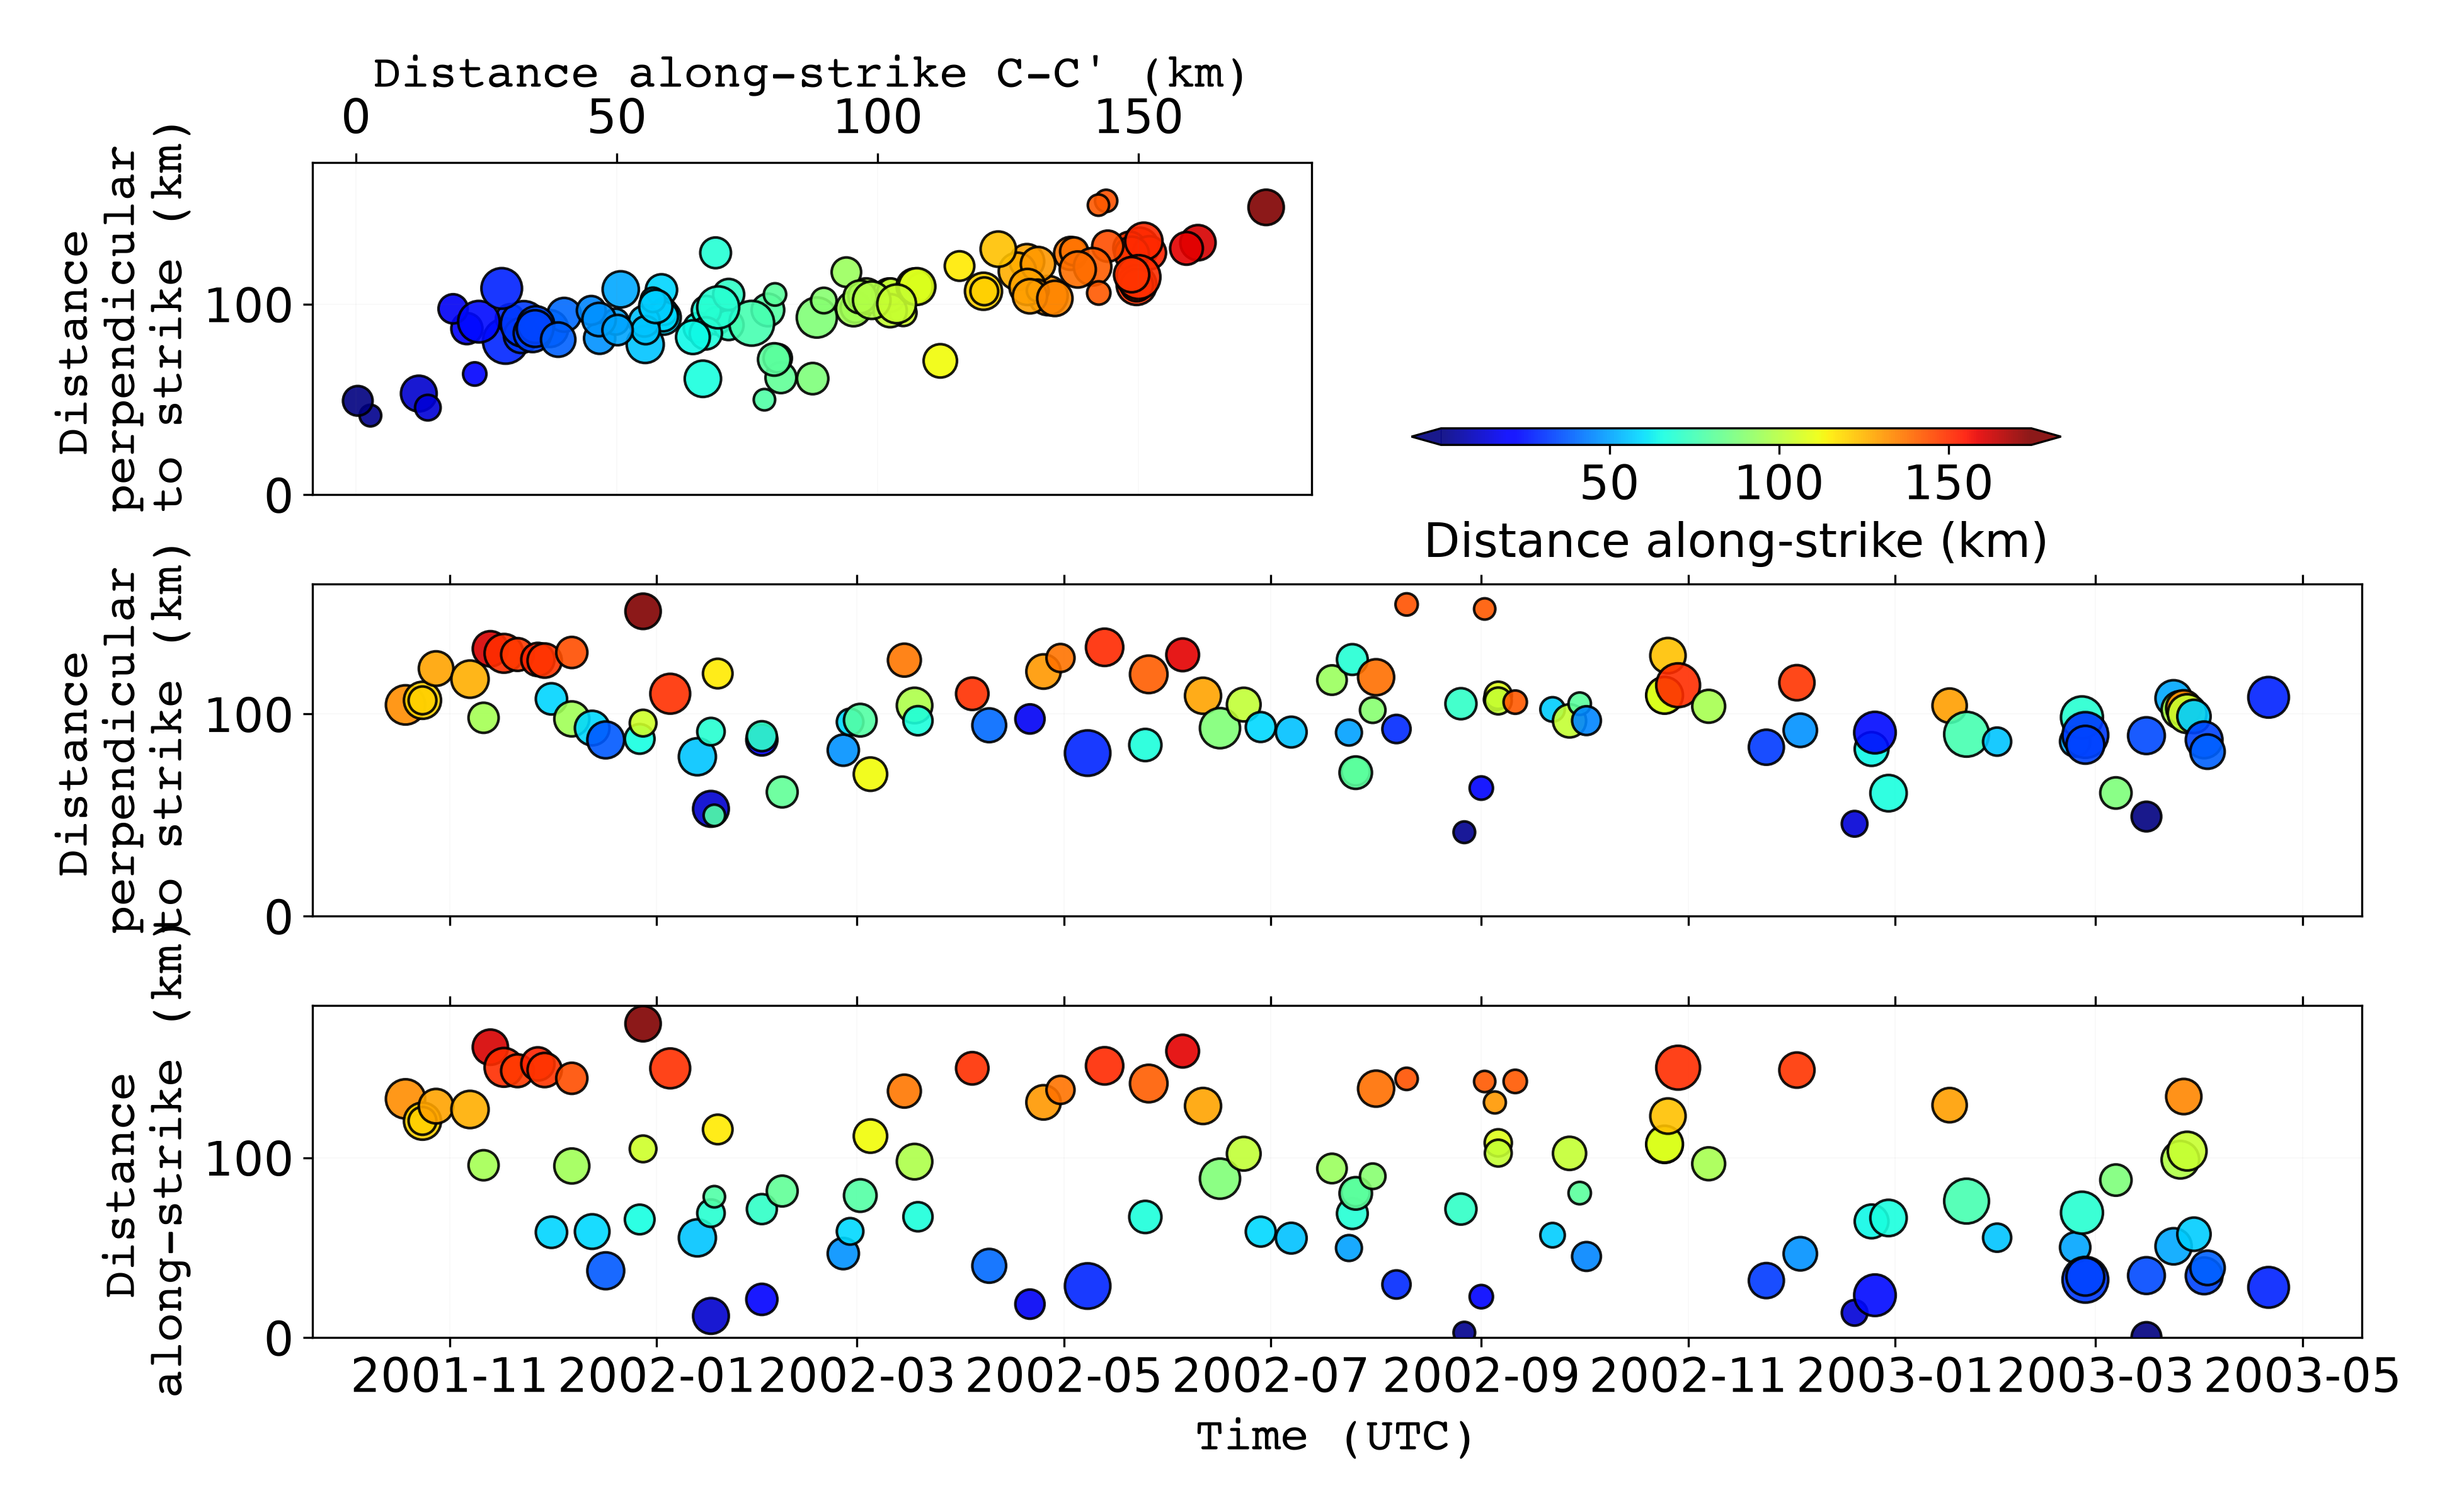 Distance along-strike C-C' (km)
0 50 100 150
Distance
perpendicular
to strike (km)
100
0
50 100 150
Distance along-strike (km)
Distance
perpendicular
to strike (km)
100
0
Distance
along-strike (km)
100
0
2001-11 2002-01 2002-03 2002-05 2002-07 2002-09 2002-11 2003-01 2003-03 2003-05
Time (UTC)